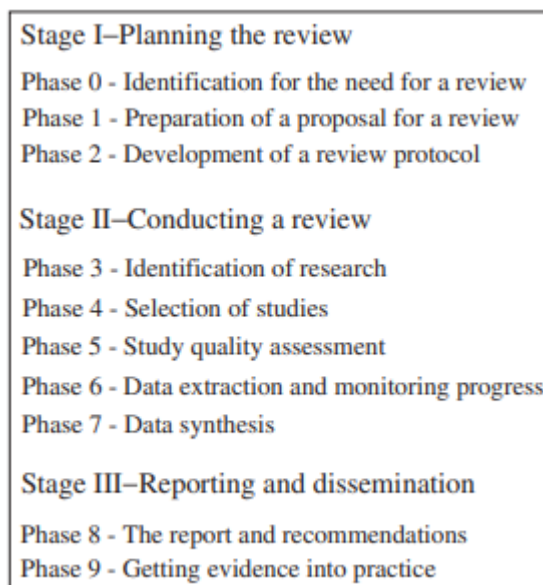 Stage I–Planning the review
Phase 0 - Identification for the need for a review
Phase 1 - Preparation of a proposal for a review
Phase 2 - Development of a review protocol
Stage II–Conducting a review
Phase 3 - Identification of research
Phase 4 - Selection of studies
Phase 5 - Study quality assessment
Phase 6 - Data extraction and monitoring progress
Phase 7 - Data synthesis
Stage III–Reporting and dissemination
Phase 8 - The report and recommendations
Phase 9 - Getting evidence into practice